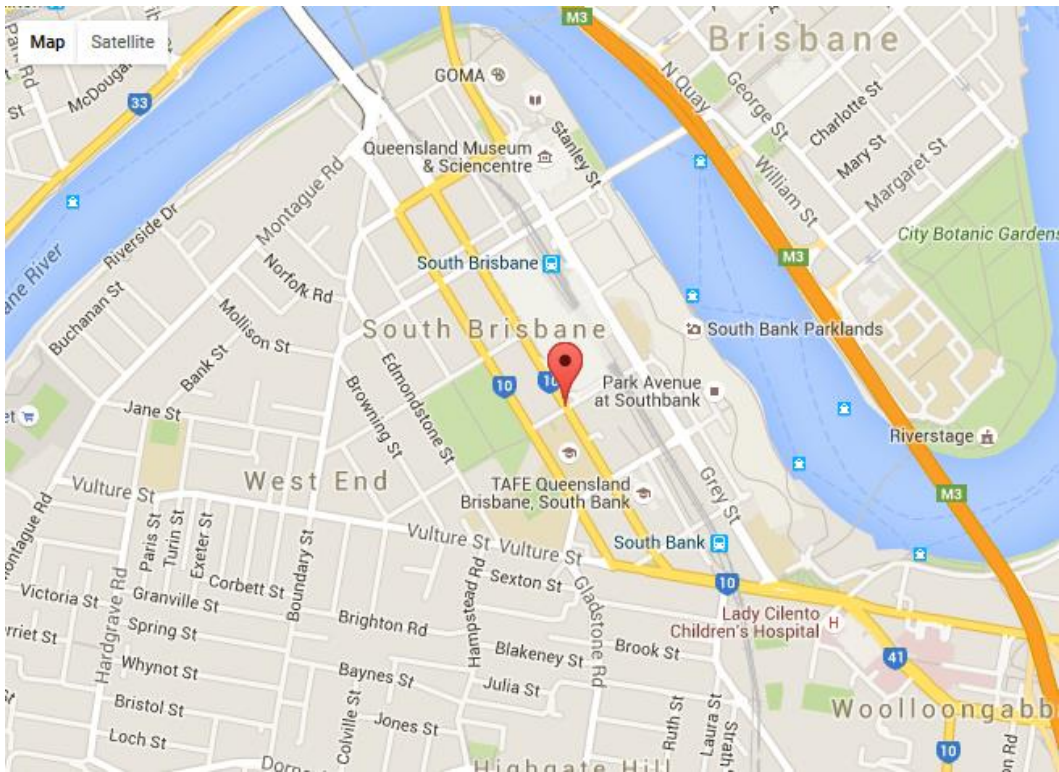 Map
Satellite
M3
Brisbane
GOMA
33
McDougal
N Quay
George St
Charlotte St
Mary St
Margaret St
William St
Stanley St
Queensland Museum
& Sciencentre
Montague Rd
Riverside Dr
City Botanic Gardens
M3
South Brisbane
Norfolk Rd
Buchanan St
Mollison St
South Brisbane
South Bank Parklands
Bank St
Edmondstone St
Browning St
10
10
Park Avenue
at Southbank
Jane St
Riverstage
West End
Vulture St
TAFE Queensland
Brisbane, South Bank
Grey St
M3
Montague Rd
Paris St
Turin St
Exeter St
Boundary St
Vulture St
Vulture St
South Bank
10
Corbett St
Victoria St
Granville St
Hardgrave Rd
Hampstead Rd
Sexton St
Gladstone Rd
Lady Cilento
Children's Hospital
Brighton Rd
Spring St
Blakeney St
Brook St
41
Whynot St
Baynes St
Julia St
Bristol St
Colville St
Jones St
Ruth St
Laura St
Woolloongabb
Loch St
10
Highgate Hill